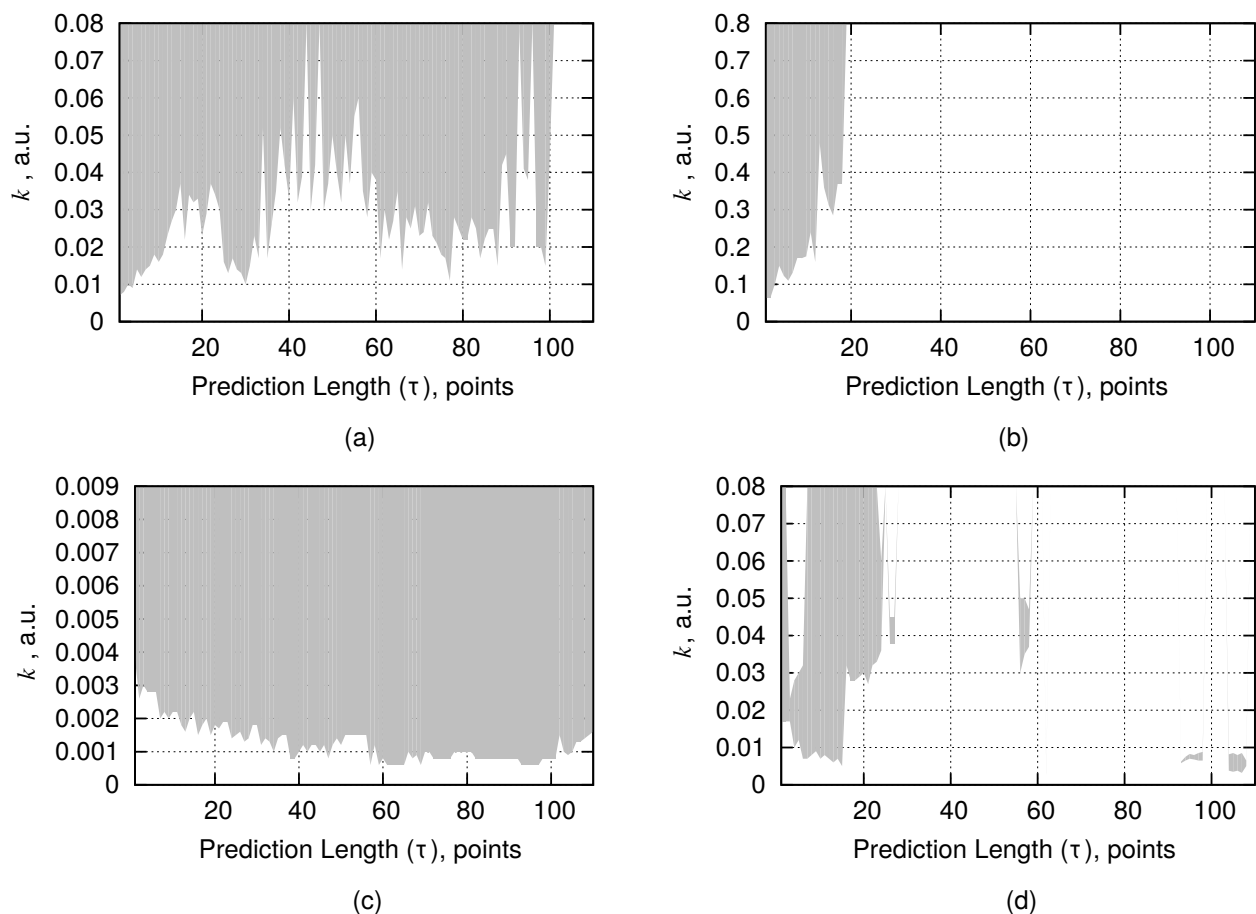 0.08
0.07
0.06
0.05
0.04
0.03
0.02
0.01
0
k , a.u.
20 40 60 80 100
Prediction Length (τ), points
(a)
0.8
0.7
0.6
0.5
0.4
0.3
0.2
0.1
0
k , a.u.
20 40 60 80 100
Prediction Length (τ), points
(b)
0.009
0.008
0.007
0.006
0.005
0.004
0.003
0.002
0.001
0
k , a.u.
20 40 60 80 100
Prediction Length (τ), points
(c)
0.08
0.07
0.06
0.05
0.04
0.03
0.02
0.01
0
k, a.u.
20 40 60 80 100
Prediction Length (τ), points
(d)